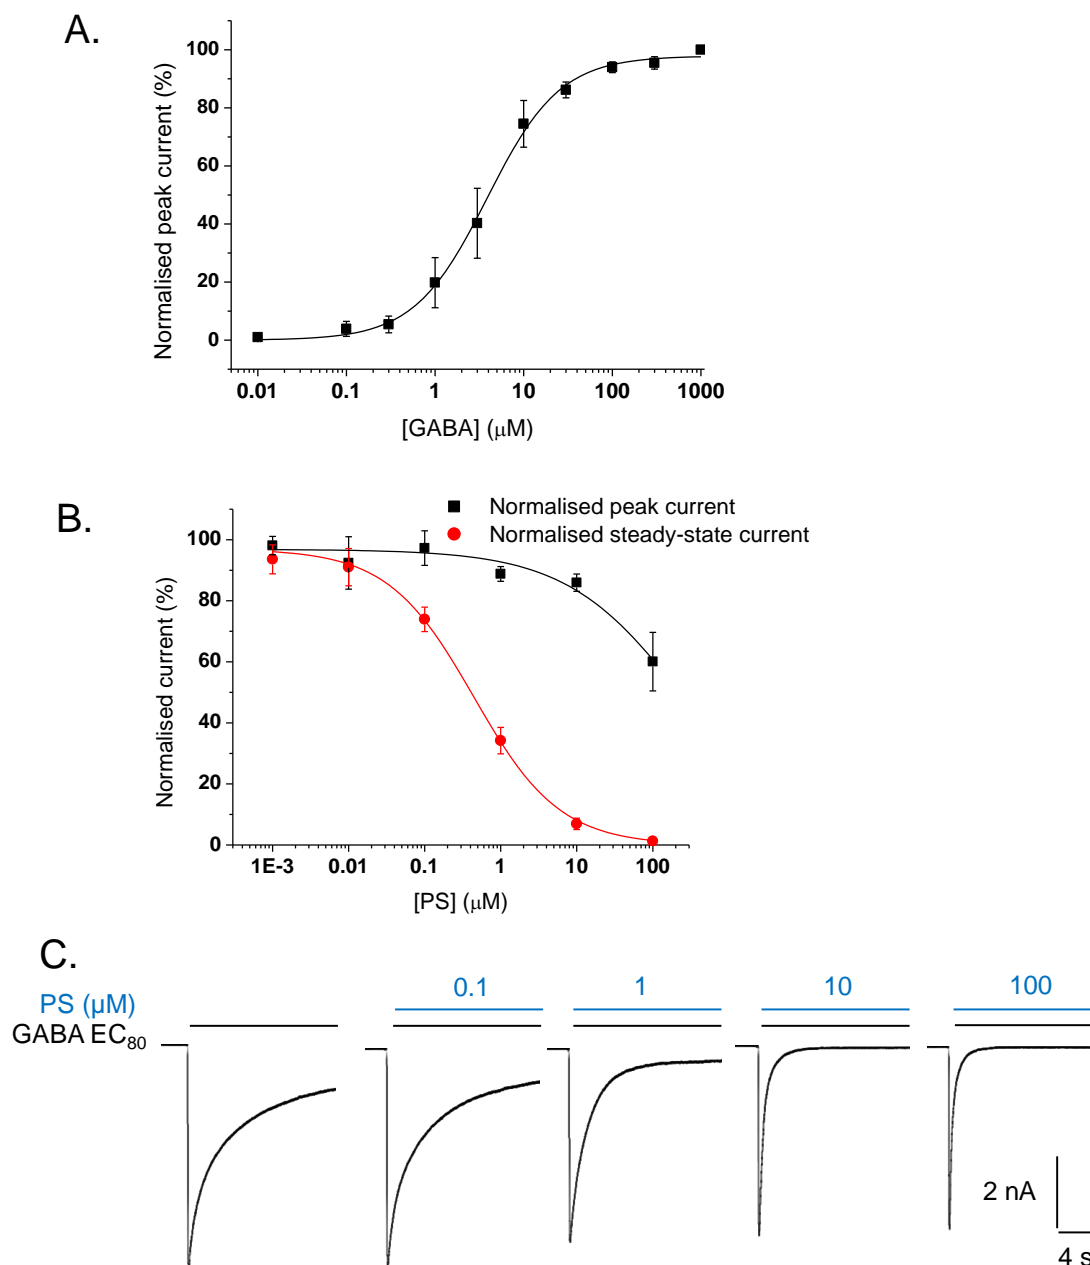 A.
Normalised peak current (%)
100
80
60
40
20
0
0.01 0.1 1 10 100 1000
[GABA] (μM)
B.
Normalised peak current
Normalised steady-state current
Normalised current (%)
100
80
60
40
20
0
1E-3 0.01 0.1 1 10 100
[PS] (μM)
C.
PS (μM) 0.1 1 10 100
GABA EC₈₀
2 nA
4 s